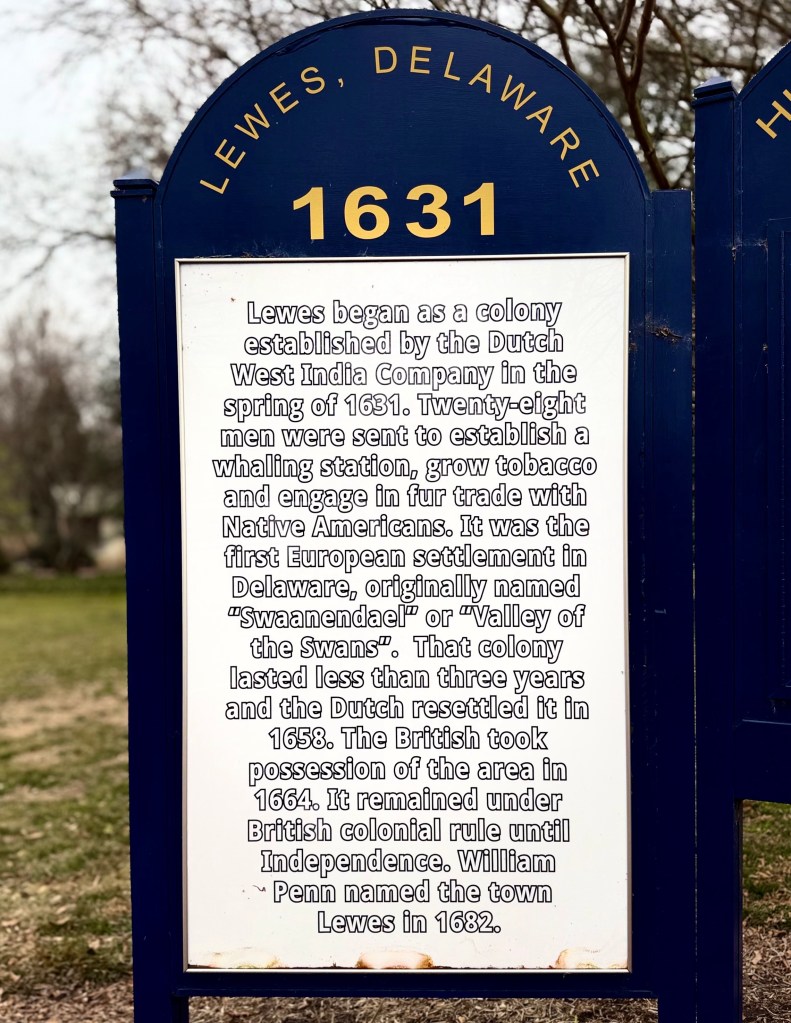 LEWES, DELAWARE
1631
Lewes began as a colony
established by the Dutch
West India Company in the
spring of 1631. Twenty-eight
men were sent to establish a
whaling station, grow tobacco
and engage in fur trade with
Native Americans. It was the
first European settlement in
Delaware, originally named
“Swaanendael” or “Valley of
the Swans”.  That colony
lasted less than three years
and the Dutch resettled it in
1658. The British took
possession of the area in
1664. It remained under
British colonial rule until
Independence. William
Penn named the town
Lewes in 1682.